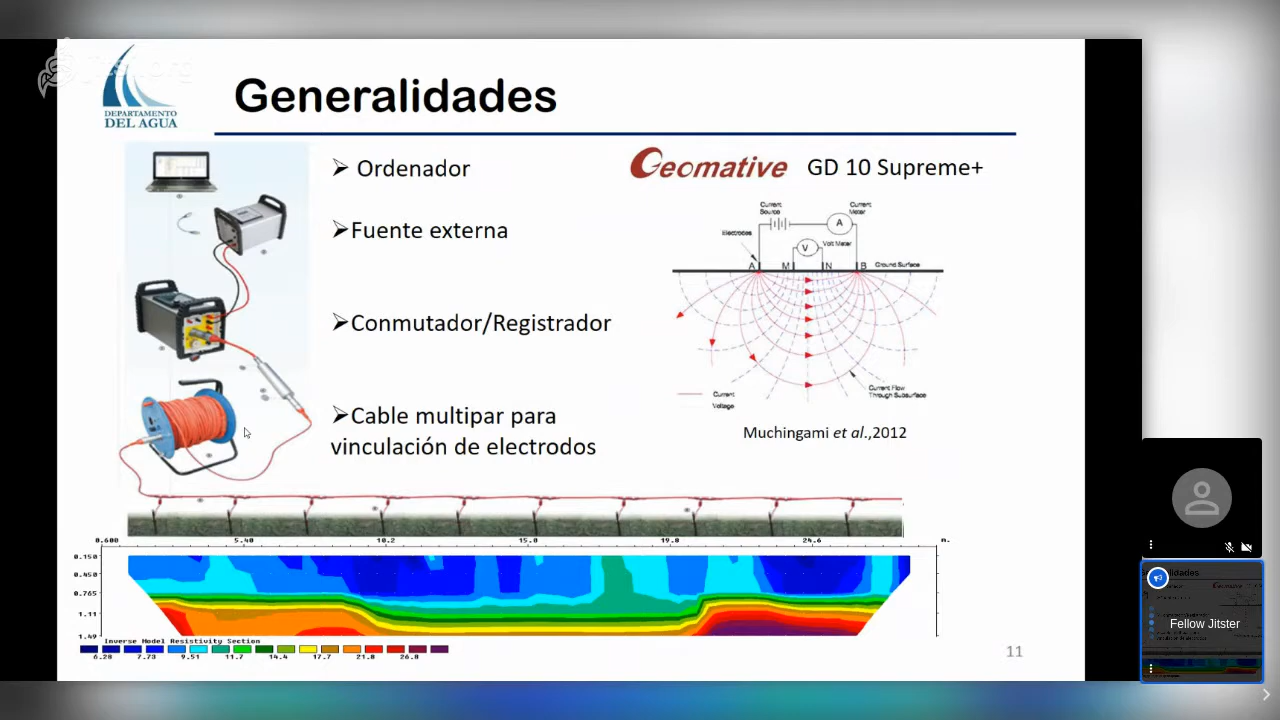 DEPARTAMENTO
DEL AGUA
Generalidades
➢ Ordenador
➢Fuente externa
➢Conmutador/Registrador
➢Cable multipar para
vinculación de electrodos
Geomative GD 10 Supreme+
Current
Source
Current
Meter
A
Electrodes
V
Volt Meter
A M N B
Ground Surface
Current
Voltage
Current Flow
Through Subsurface
Muchingami et al.,2012
0.600 5.40 10.2 15.0 19.8 24.6 m.
0.150
0.450
0.765
1.11
1.49
Inverse Model Resistivity Section
6.28 7.73 9.51 11.7 14.4 17.7 21.8 26.8
11
Fellow Jitster